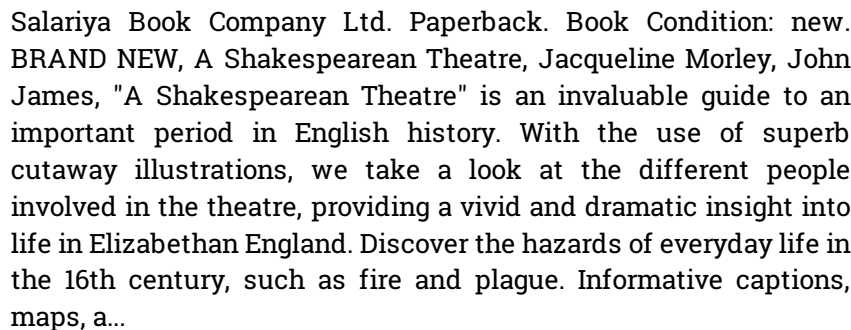 Salariya Book Company Ltd. Paperback. Book Condition: new.
BRAND NEW, A Shakespearean Theatre, Jacqueline Morley, John
James, "A Shakespearean Theatre" is an invaluable guide to an
important period in English history. With the use of superb
cutaway illustrations, we take a look at the different people
involved in the theatre, providing a vivid and dramatic insight into
life in Elizabethan England. Discover the hazards of everyday life in
the 16th century, such as fire and plague. Informative captions,
maps, a...